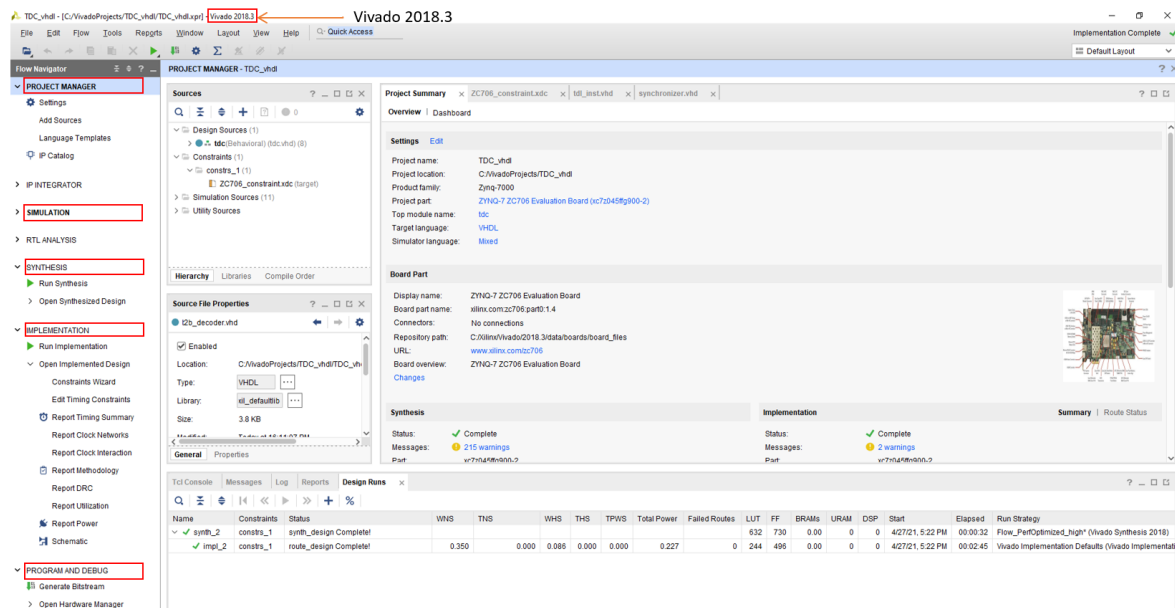 TDC_vhdl - [C:/VivadoProjects/TDC_vhdl/TDC_vhdl.xpr] - Vivado 2018.3
Vivado 2018.3
File Edit Flow Tools Reports Window Layout View Help Quick Access
Implementation Complete
Default Layout
Flow Navigator
PROJECT MANAGER
Settings
Add Sources
Language Templates
IP Catalog
IP INTEGRATOR
SIMULATION
RTL ANALYSIS
SYNTHESIS
Run Synthesis
Open Synthesized Design
IMPLEMENTATION
Run Implementation
Open Implemented Design
Constraints Wizard
Edit Timing Constraints
Report Timing Summary
Report Clock Networks
Report Clock Interaction
Report Methodology
Report DRC
Report Utilization
Report Power
Schematic
PROGRAM AND DEBUG
Generate Bitstream
Open Hardware Manager
PROJECT MANAGER - TDC_vhdl
Sources
0
Design Sources (1)
tdc(Behavioral) (tdc.vhd) (8)
Constraints (1)
constrs_1 (1)
ZC706_constraint.xdc (target)
Simulation Sources (11)
Utility Sources
Hierarchy Libraries Compile Order
Source File Properties
t2b_decoder.vhd
Enabled
Location: C:/VivadoProjects/TDC_vhdl/TDC_vh
Type: VHDL
Library: xil_defaultlib
Size: 3.8 KB
General Properties
Project Summary ZC706_constraint.xdc tdl_inst.vhd synchronizer.vhd
Overview | Dashboard
Settings Edit
Project name: TDC_vhdl
Project location: C:/VivadoProjects/TDC_vhdl
Product family: Zynq-7000
Project part: ZYNQ-7 ZC706 Evaluation Board (xc7z045ffg900-2)
Top module name: tdc
Target language: VHDL
Simulator language: Mixed
Board Part
Display name: ZYNQ-7 ZC706 Evaluation Board
Board part name: xilinx.com:zc706:part0:1.4
Connectors: No connections
Repository path: C:/Xilinx/Vivado/2018.3/data/boards/board_files
URL: www.xilinx.com/zc706
Board overview: ZYNQ-7 ZC706 Evaluation Board
Changes
Synthesis
Status: Complete
Messages: 215 warnings
Part: xc7z045ffg900-2
Implementation Summary | Route Status
Status: Complete
Messages: 2 warnings
Part: xc7z045ffg900-2
Tcl Console Messages Log Reports Design Runs
Name Constraints Status WNS TNS WHS THS TPWS Total Power Failed Routes LUT FF BRAMs URAM DSP Start Elapsed Run Strategy
synth_2 constrs_1 synth_design Complete! 632 730 0.00 0 0 4/27/21, 5:22 PM 00:00:32 Flow_PerfOptimized_high* (Vivado Synthesis 2018)
impl_2 constrs_1 route_design Complete! 0.350 0.000 0.086 0.000 0.000 0.227 0 244 496 0.00 0 0 4/27/21, 5:22 PM 00:02:45 Vivado Implementation Defaults (Vivado Implementat